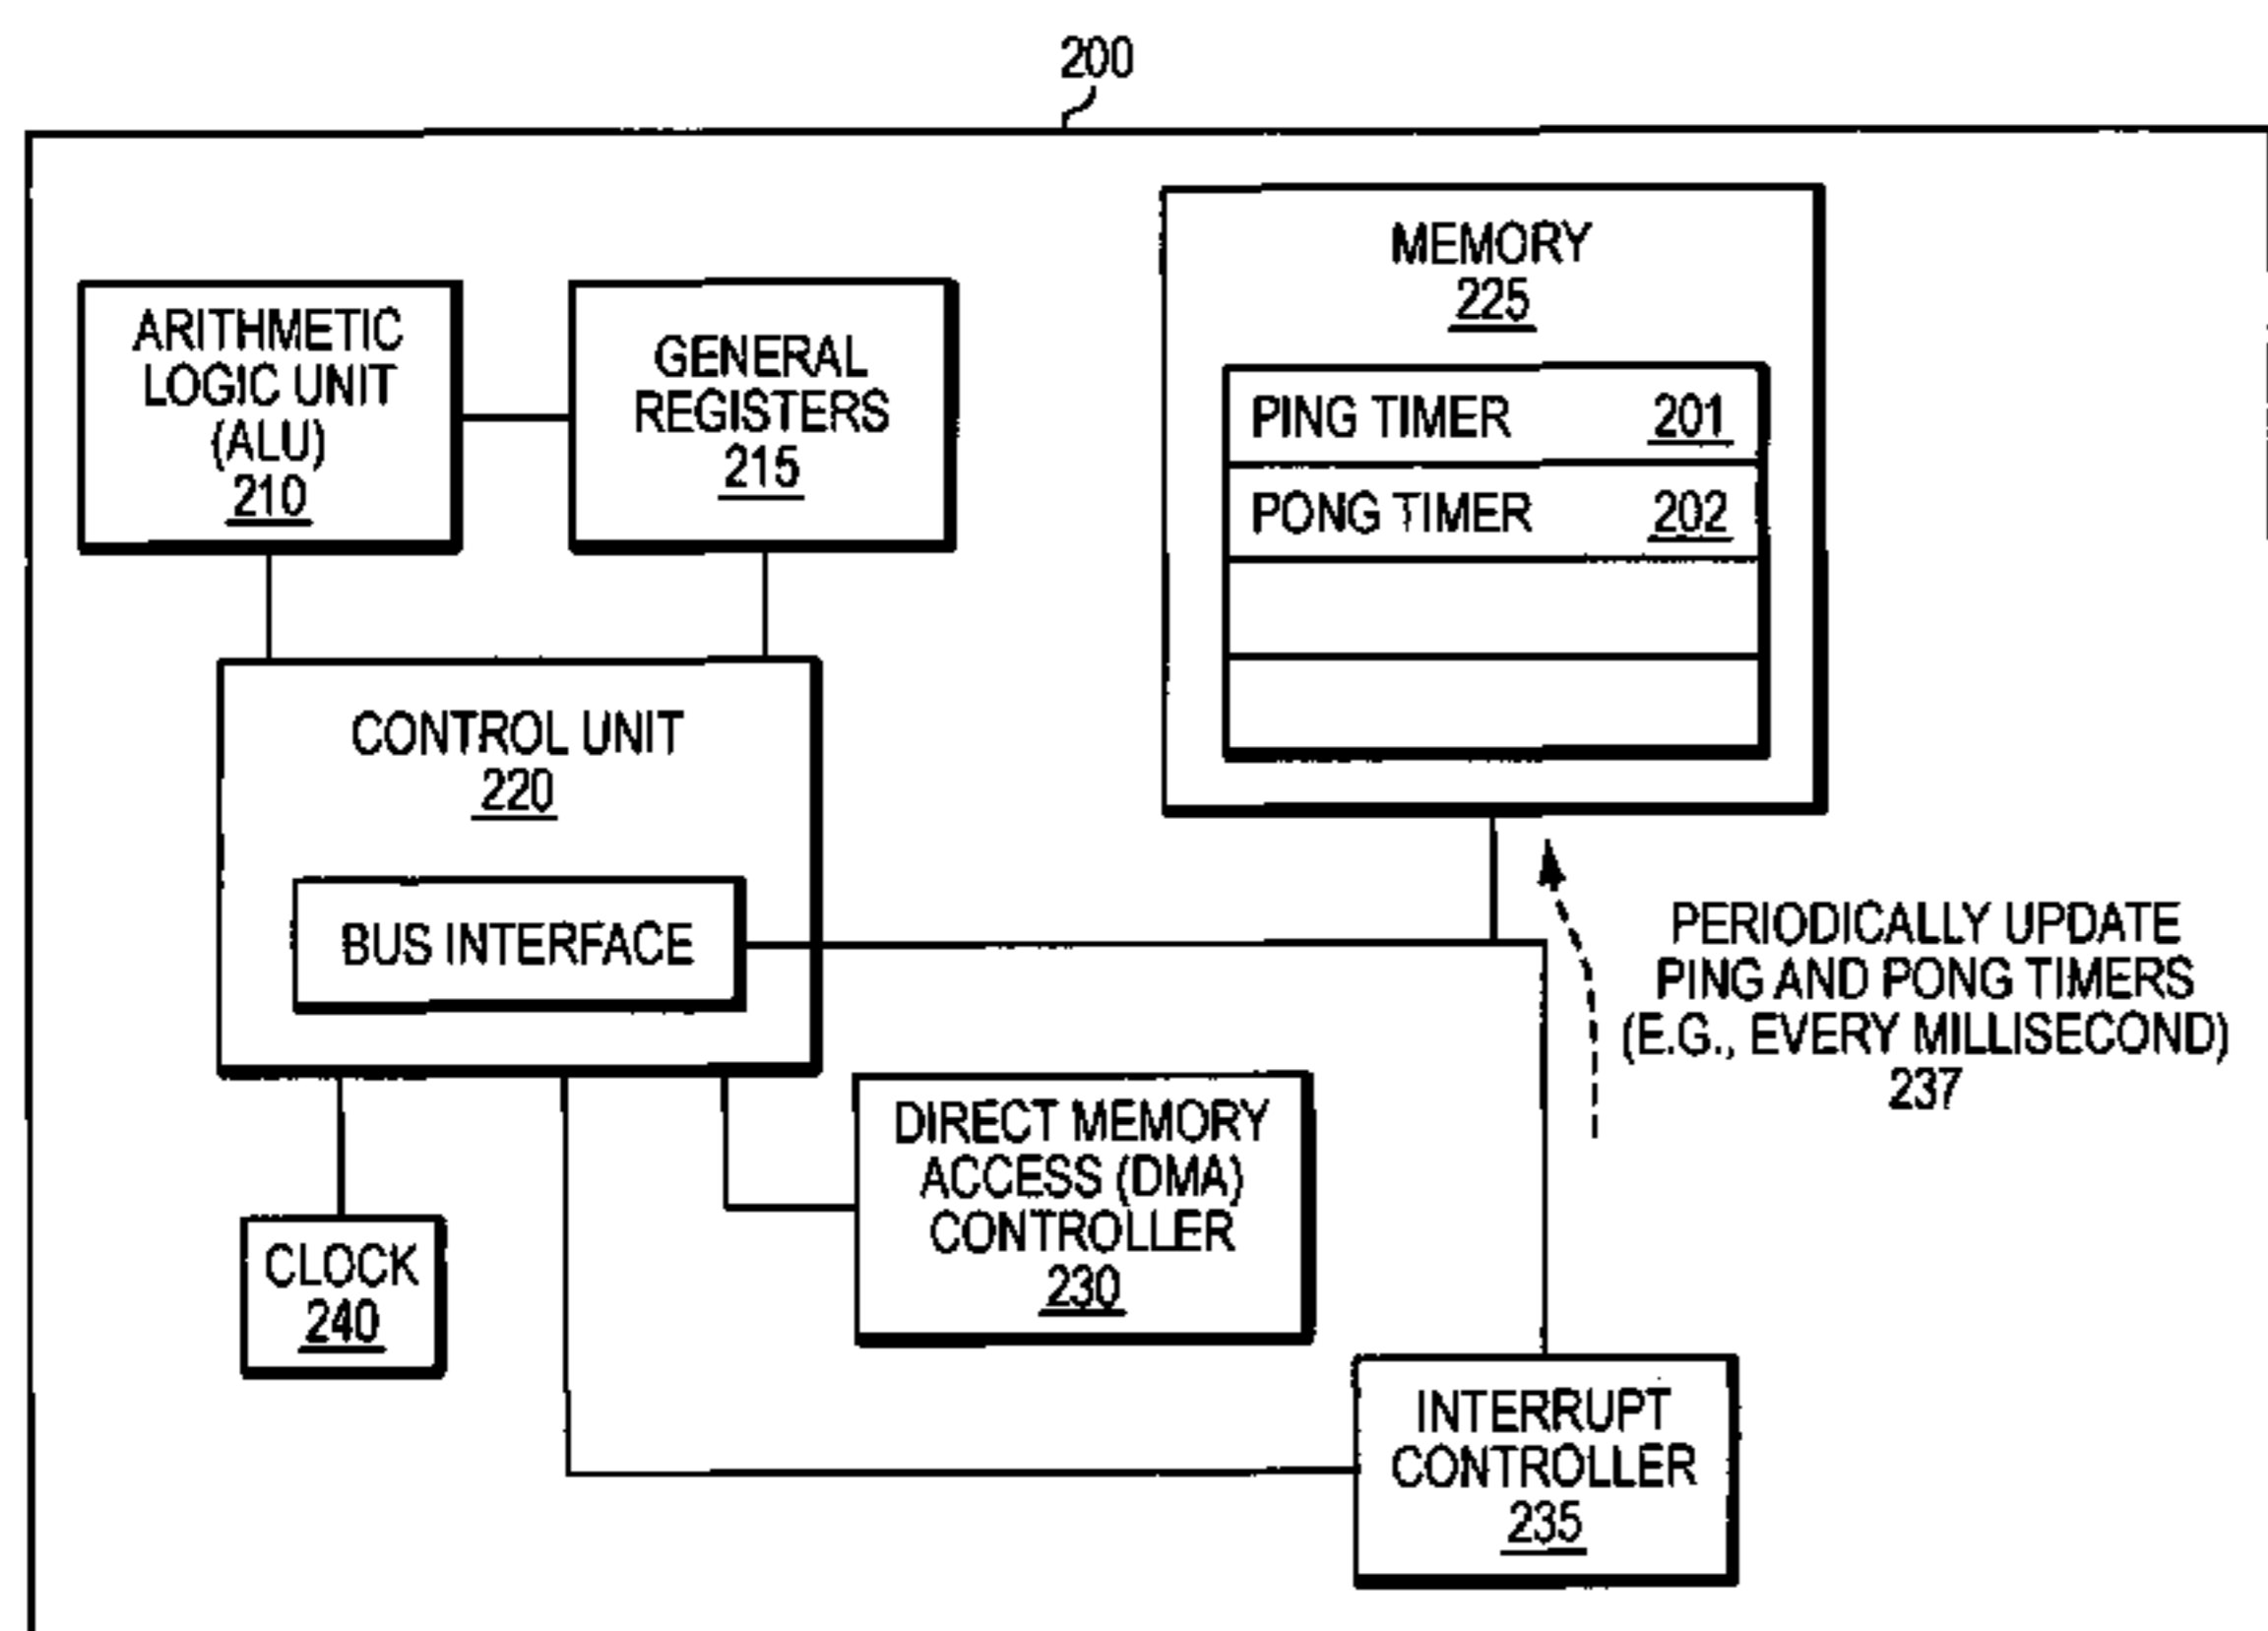 200
MEMORY
225
PING TIMER 201
PONG TIMER 202
ARITHMETIC
LOGIC UNIT
(ALU)
210
GENERAL
REGISTERS
215
CONTROL UNIT
220
BUS INTERFACE
PERIODICALLY UPDATE
PING AND PONG TIMERS
(E.G., EVERY MILLISECOND)
237
DIRECT MEMORY
ACCESS (DMA)
CONTROLLER
230
CLOCK
240
INTERRUPT
CONTROLLER
235